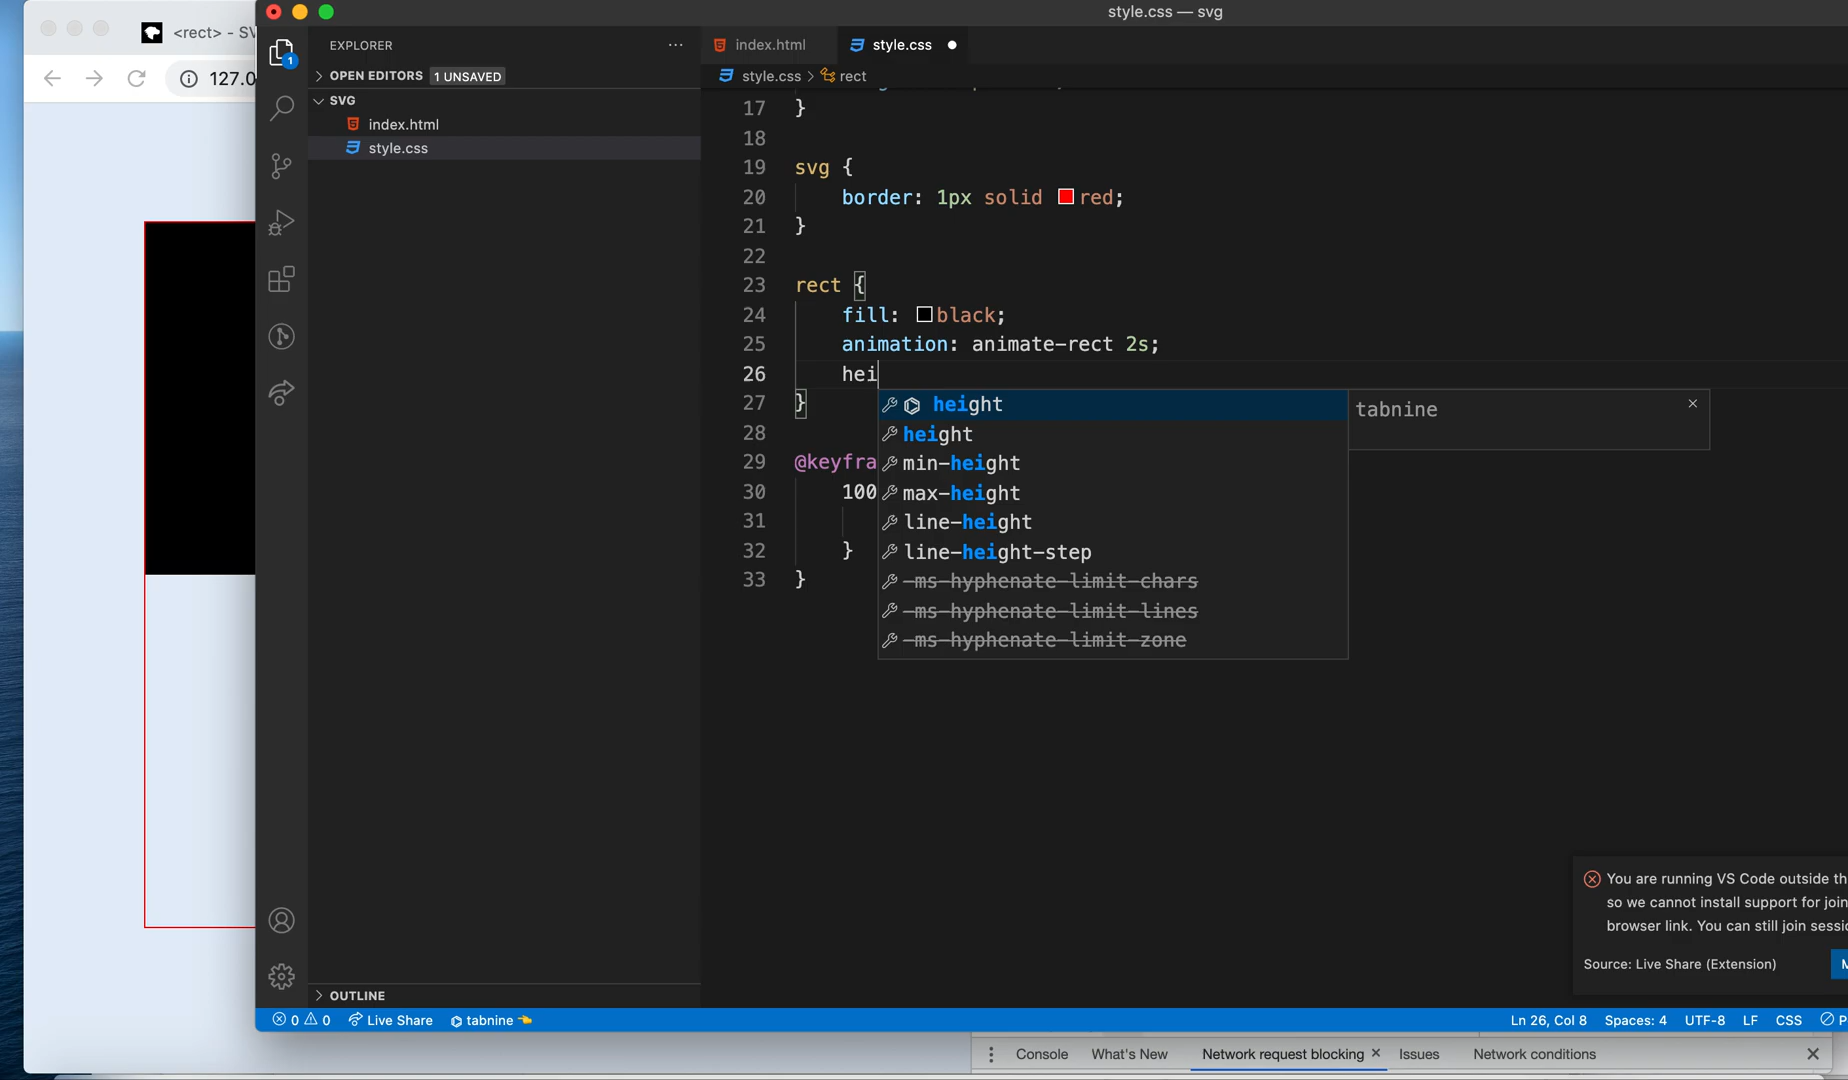 style.css — svg
<rect> - SV
127.0
EXPLORER
OPEN EDITORS 1 UNSAVED
SVG
index.html
style.css
1
index.html
style.css
style.css > rect
17 }
18
19 svg {
20 border: 1px solid red;
21 }
22
23 rect {
24 fill: black;
25 animation: animate-rect 2s;
26 hei
27 }
28
29 @keyfra
30 100
31
32 }
33 }
height
height
min-height
max-height
line-height
line-height-step
-ms-hyphenate-limit-chars
-ms-hyphenate-limit-lines
-ms-hyphenate-limit-zone
tabnine
You are running VS Code outside th
so we cannot install support for join
browser link. You can still join sessi
Source: Live Share (Extension)
M
OUTLINE
0 0 Live Share tabnine
Ln 26, Col 8 Spaces: 4 UTF-8 LF CSS P
Console What's New Network request blocking Issues Network conditions